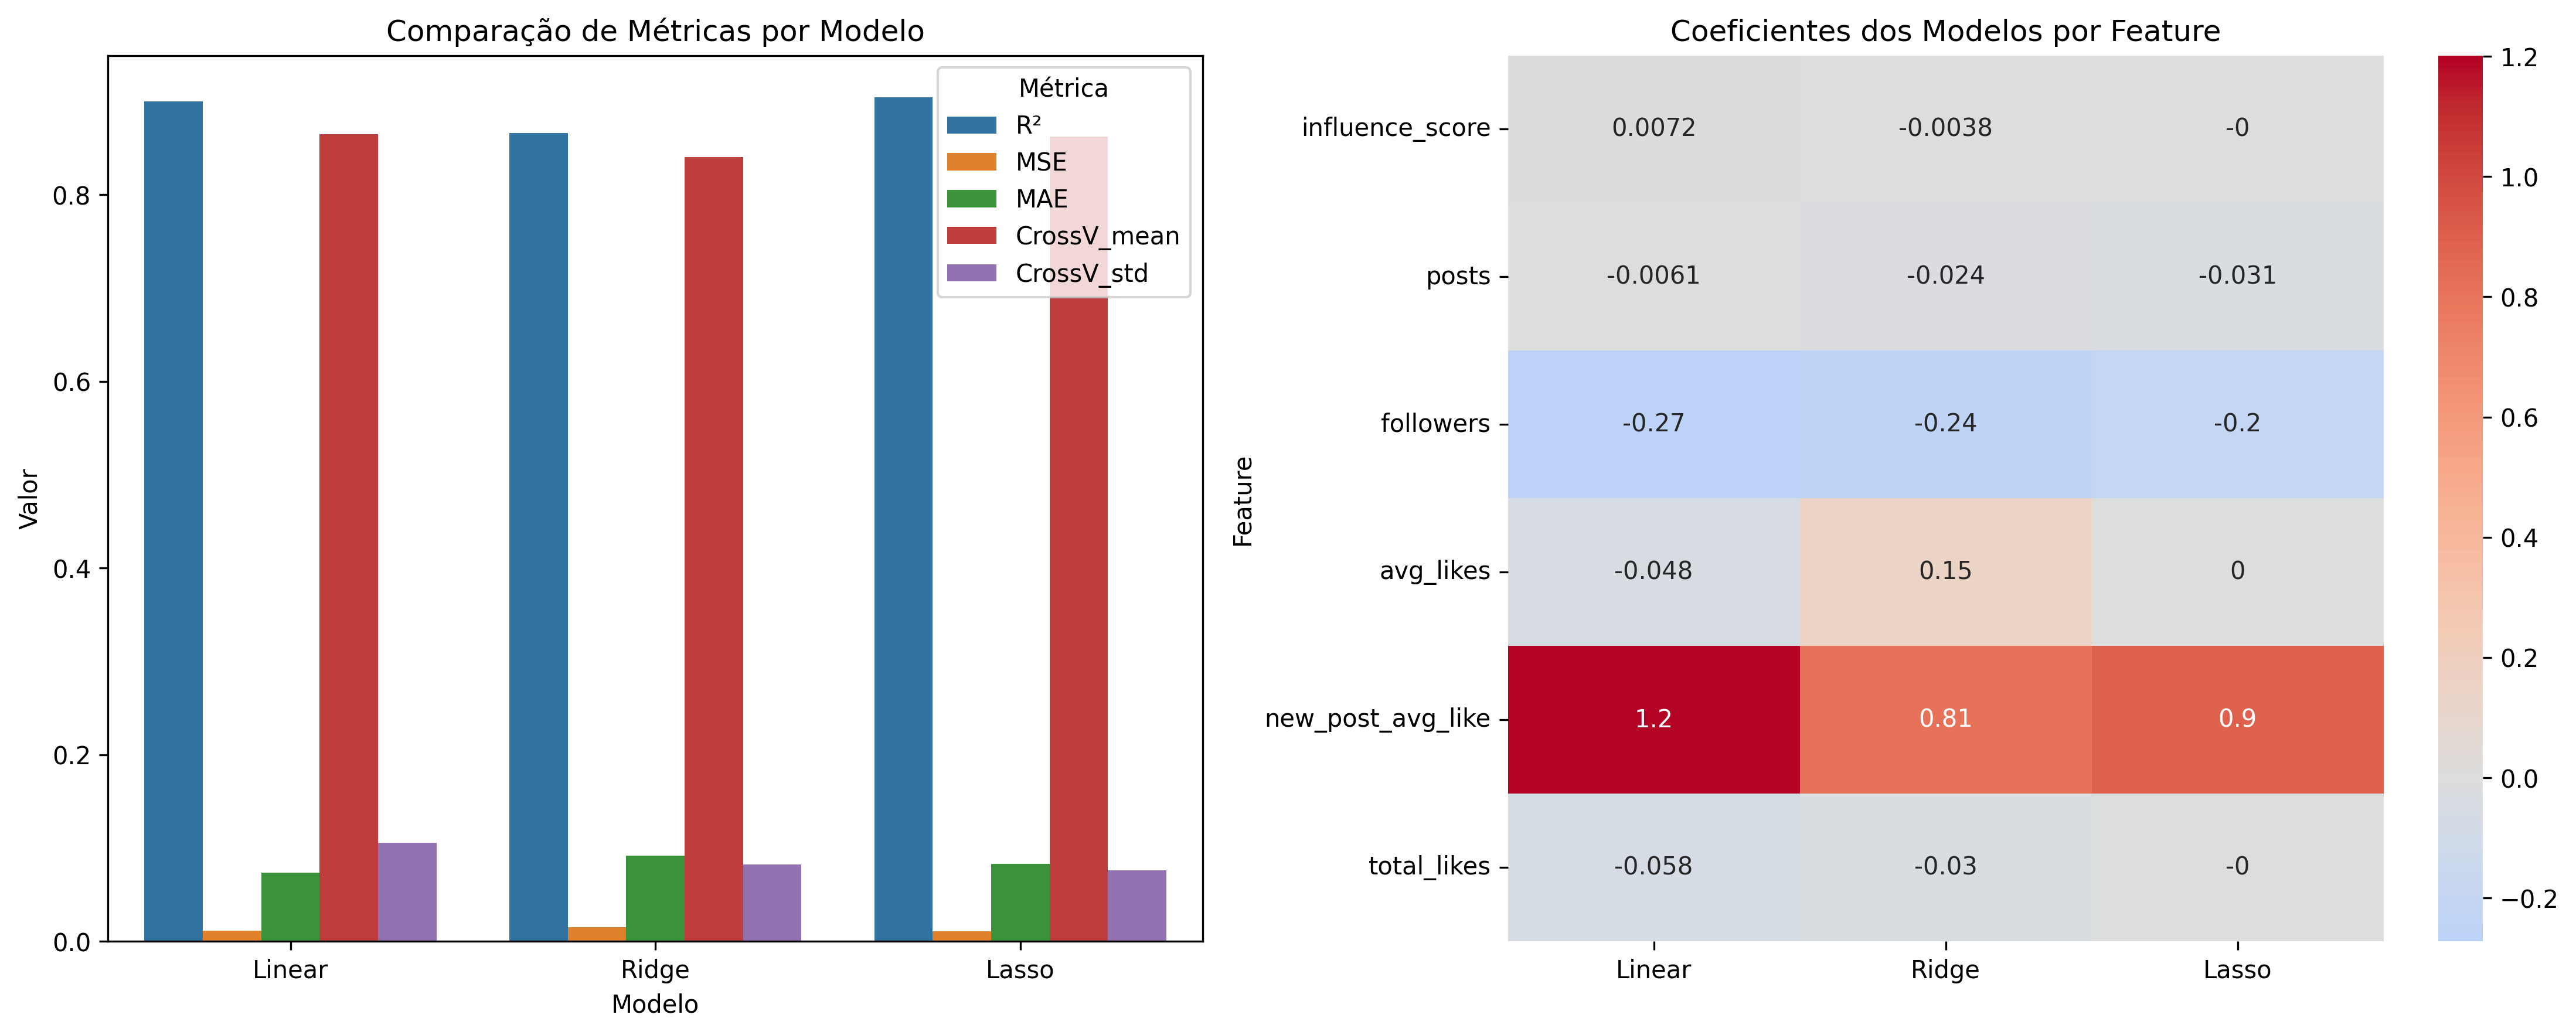 Comparação de Métricas por Modelo
Valor
0.8
0.6
0.4
0.2
0.0
Métrica
R²
MSE
MAE
CrossV_mean
CrossV_std
Linear
Ridge
Lasso
Modelo
Coeficientes dos Modelos por Feature
Feature
influence_score
0.0072 -0.0038 -0
posts
-0.0061 -0.024 -0.031
followers
-0.27 -0.24 -0.2
avg_likes
-0.048 0.15 0
new_post_avg_like
1.2 0.81 0.9
total_likes
-0.058 -0.03 -0
Linear
Ridge
Lasso
1.2
1.0
0.8
0.6
0.4
0.2
0.0
−0.2